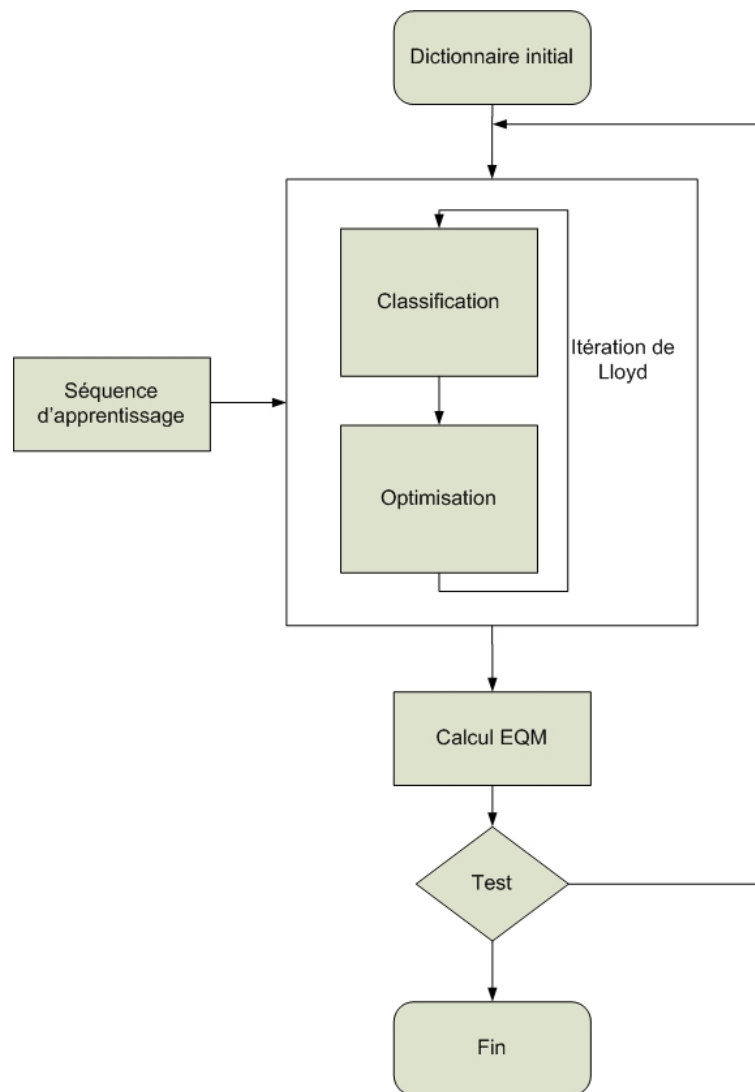 Dictionnaire initial
Classification
Itération de
Lloyd
Séquence
d'apprentissage
Optimisation
Calcul EQM
Test
Fin